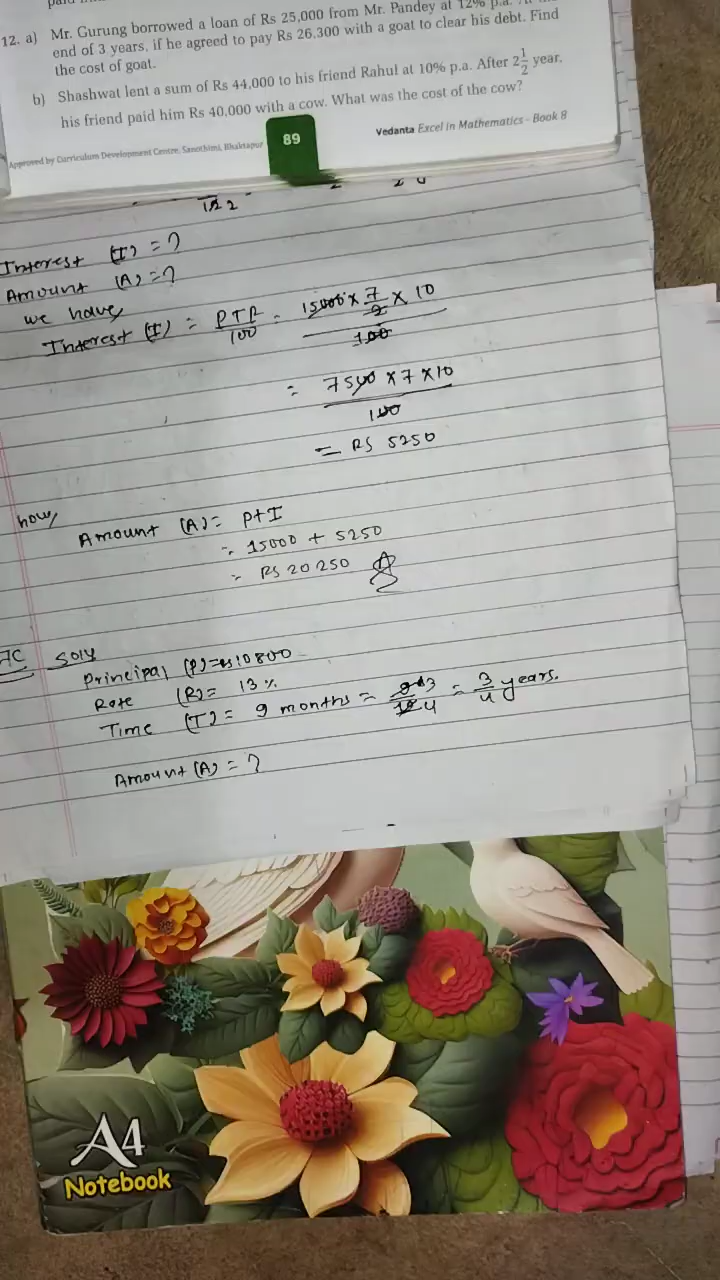 12. a) Mr. Gurung borrowed a loan of Rs 25,000 from Mr. Pandey at 12% p.a.
end of 3 years, if he agreed to pay Rs 26,300 with a goat to clear his debt. Find
the cost of goat.
b) Shashwat lent a sum of Rs 44,000 to his friend Rahul at 10% p.a. After 2 1/2 year,
his friend paid him Rs 40,000 with a cow. What was the cost of the cow?
Approved by Curriculum Development Centre, Sanothimi, Bhaktapur
89
Vedanta Excel in Mathematics - Book 8
Interest (I) = ?
Amount (A) = ?
we have,
Interest (I) = PTR/100 = 15000 × 7/2 × 10 / 100
= 7500 × 7 × 10 / 100
= RS 5250
now,
Amount (A) = P+I
= 15000 + 5250
= RS 20250
Soln
Principal (P) = Rs 10800
Rate (R) = 13 %
Time (T) = 9 months = 9 3 / 12 4 = 3/4 years.
Amount (A) = ?
A4
Notebook